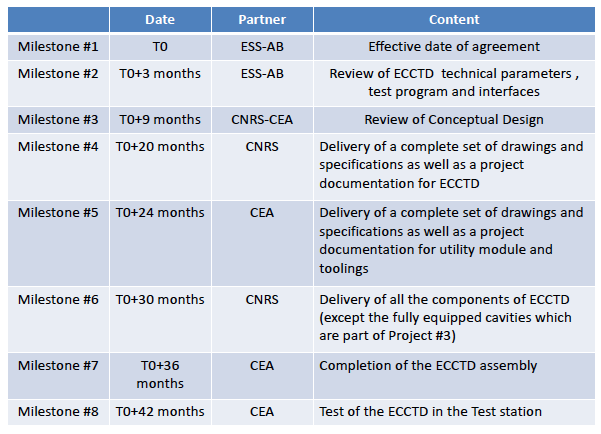 Date Partner Content
Milestone #1 T0 ESS-AB Effective date of agreement
Milestone #2 T0+3 months ESS-AB Review of ECCTD technical parameters ,
test program and interfaces
Milestone #3 T0+9 months CNRS-CEA Review of Conceptual Design
Milestone #4 T0+20 months CNRS Delivery of a complete set of drawings and
specifications as well as a project
documentation for ECCTD
Milestone #5 T0+24 months CEA Delivery of a complete set of drawings and
specifications as well as a project
documentation for utility module and
toolings
Milestone #6 T0+30 months CNRS Delivery of all the components of ECCTD
(except the fully equipped cavities which
are part of Project #3)
Milestone #7 T0+36 CEA Completion of the ECCTD assembly
months
Milestone #8 T0+42 months CEA Test of the ECCTD in the Test station